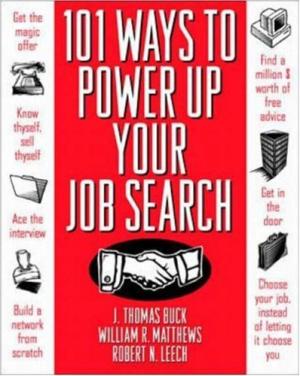 101 WAYS TO
POWER UP
YOUR
JOB SEARCH
J. THOMAS BUCK
WILLIAM R. MATTHEWS
ROBERT N. LEECH
Get the
magic
offer
Know
thyself,
sell
thyself
Ace the
interview
Build a
network
from
scratch
Find a
million $
worth of
free
advice
Get in
the
door
Choose
your job,
instead
of letting
it choose
you